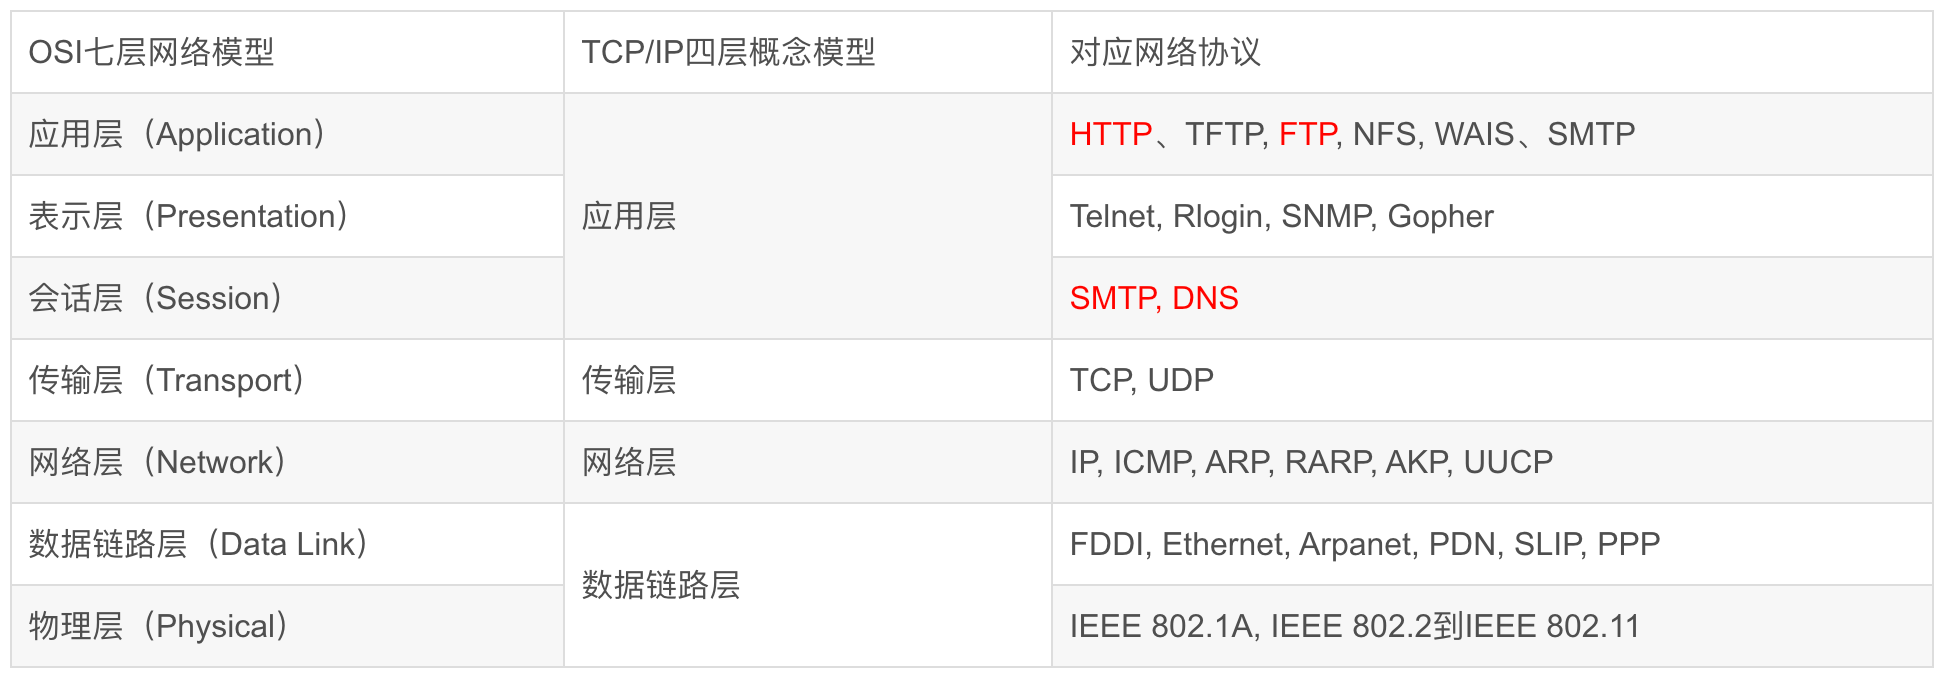 OSI七层网络模型 TCP/IP四层概念模型 对应网络协议
应用层（Application） HTTP、TFTP, FTP, NFS, WAIS、SMTP
表示层（Presentation） 应用层 Telnet, Rlogin, SNMP, Gopher
会话层（Session） SMTP, DNS
传输层（Transport） 传输层 TCP, UDP
网络层（Network） 网络层 IP, ICMP, ARP, RARP, AKP, UUCP
数据链路层（Data Link） FDDI, Ethernet, Arpanet, PDN, SLIP, PPP
数据链路层
物理层（Physical） IEEE 802.1A, IEEE 802.2到IEEE 802.11